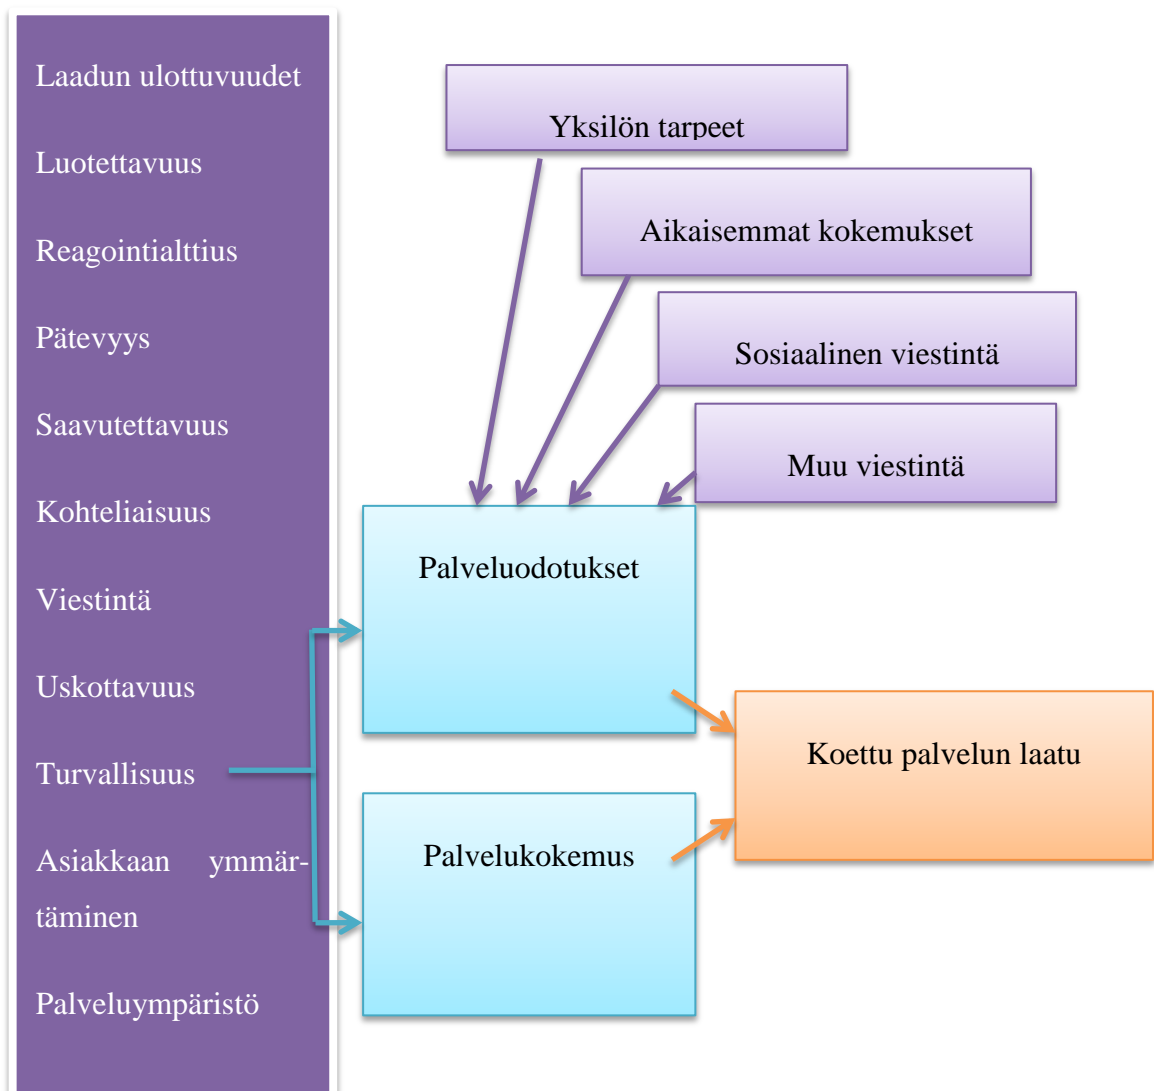 Laadun ulottuvuudet
Luotettavuus
Reagointialttius
Pätevyys
Saavutettavuus
Kohteliaisuus
Viestintä
Uskottavuus
Turvallisuus
Asiakkaan ymmär-
täminen
Palveluympäristö
Yksilön tarpeet
Aikaisemmat kokemukset
Sosiaalinen viestintä
Muu viestintä
Palveluodotukset
Palvelukokemus
Koettu palvelun laatu